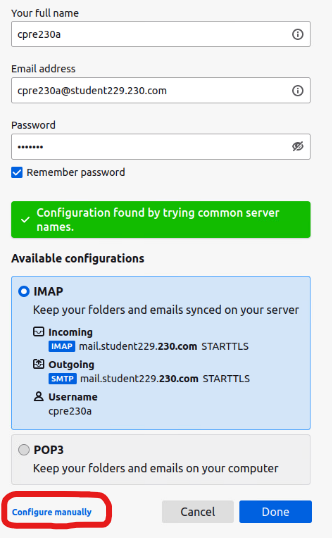 Your full name
cpre230a
Email address
cpre230a@student229.230.com
Password
•••••••
Remember password
Configuration found by trying common server
names.
Available configurations
IMAP
Keep your folders and emails synced on your server
Incoming
IMAP mail.student229.230.com STARTTLS
Outgoing
SMTP mail.student229.230.com STARTTLS
Username
cpre230a
POP3
Keep your folders and emails on your computer
Configure manually Cancel Done